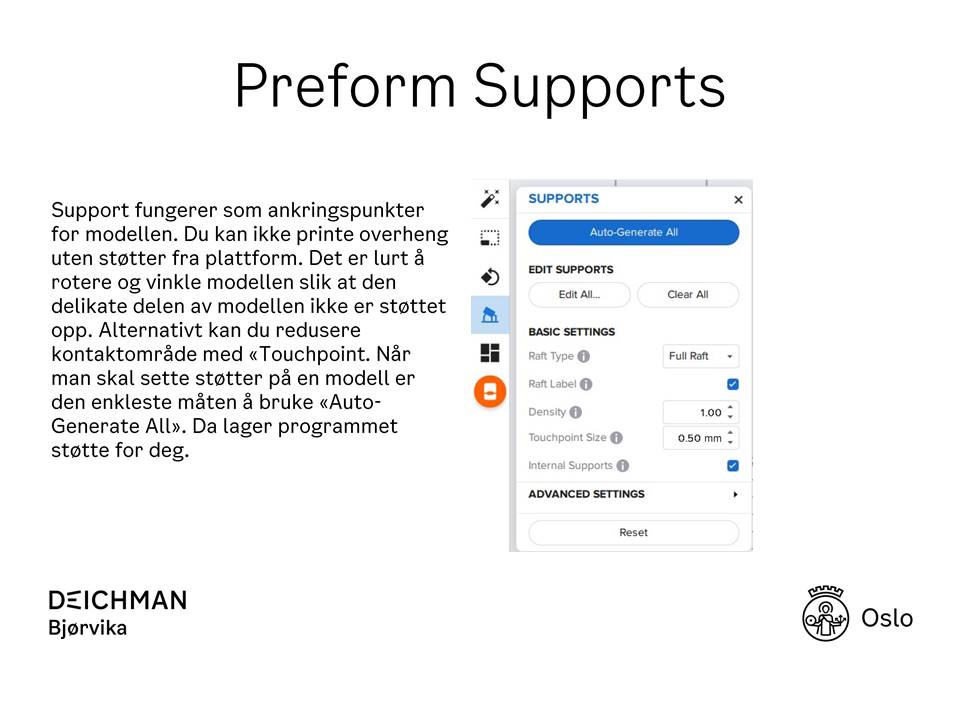 Preform Supports
Support fungerer som ankringspunkter
for modellen. Du kan ikke printe overheng
uten støtter fra plattform. Det er lurt å
rotere og vinkle modellen slik at den
delikate delen av modellen ikke er støttet
opp. Alternativt kan du redusere
kontaktområde med «Touchpoint. Når
man skal sette støtter på en modell er
den enkleste måten å bruke «Auto-
Generate All». Da lager programmet
støtte for deg.
SUPPORTS
Auto-Generate All
EDIT SUPPORTS
Edit All...
Clear All
BASIC SETTINGS
Raft Type
Full Raft
Raft Label
Density
1.00
Touchpoint Size
0.50 mm
Internal Supports
ADVANCED SETTINGS
Reset
DEICHMAN
Bjørvika
Oslo